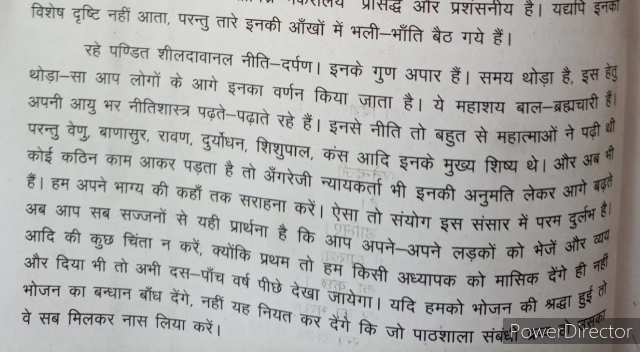 नक्षत्रालय प्रसिद्ध और प्रशंसनीय है। यद्यपि इनको
विशेष दृष्टि नहीं आता, परन्तु तारे इनकी आँखों में भली-भाँति बैठ गये हैं।
रहे पण्डित शीलदावानल नीति-दर्पण। इनके गुण अपार हैं। समय थोड़ा है, इस हेतु
थोड़ा-सा आप लोगों के आगे इनका वर्णन किया जाता है। ये महाशय बाल-ब्रह्मचारी हैं।
अपनी आयु भर नीतिशास्त्र पढ़ते-पढ़ाते रहे हैं। इनसे नीति तो बहुत से महात्माओं ने पढ़ी थी
परन्तु वेणु, बाणासुर, रावण, दुर्योधन, शिशुपाल, कंस आदि इनके मुख्य शिष्य थे। और अब भी
कोई कठिन काम आकर पड़ता है तो अँगरेजी न्यायकर्ता भी इनकी अनुमति लेकर आगे बढ़ते
हैं। हम अपने भाग्य की कहाँ तक सराहना करें। ऐसा तो संयोग इस संसार में परम दुर्लभ है।
अब आप सब सज्जनों से यही प्रार्थना है कि आप अपने-अपने लड़कों को भेजें और व्यय
आदि की कुछ चिंता न करें, क्योंकि प्रथम तो हम किसी अध्यापक को मासिक देंगे ही नहीं
और दिया भी तो अभी दस-पाँच वर्ष पीछे देखा जायेगा। यदि हमको भोजन की श्रद्धा हुई तो
भोजन का बन्धान बाँध देंगे, नहीं यह नियत कर देंगे कि जो पाठशाला संबंधी उसका
वे सब मिलकर नास लिया करें।
PowerDirector